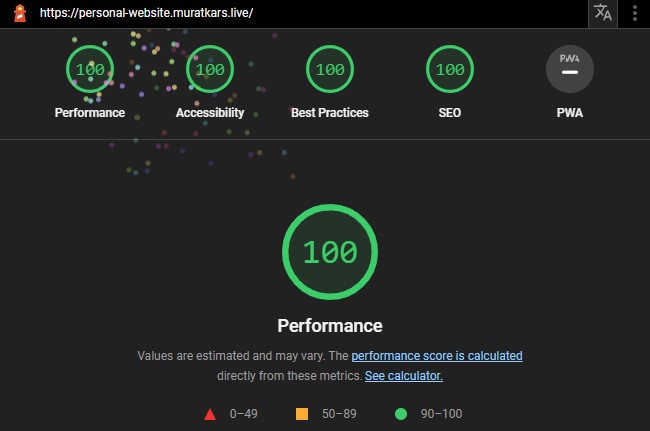 https://personal-website.muratkars.live/
100 100 100 100 PWA
Performance Accessibility Best Practices SEO PWA
100
Performance
Values are estimated and may vary. The performance score is calculated
directly from these metrics. See calculator.
0–49 50–89 90–100